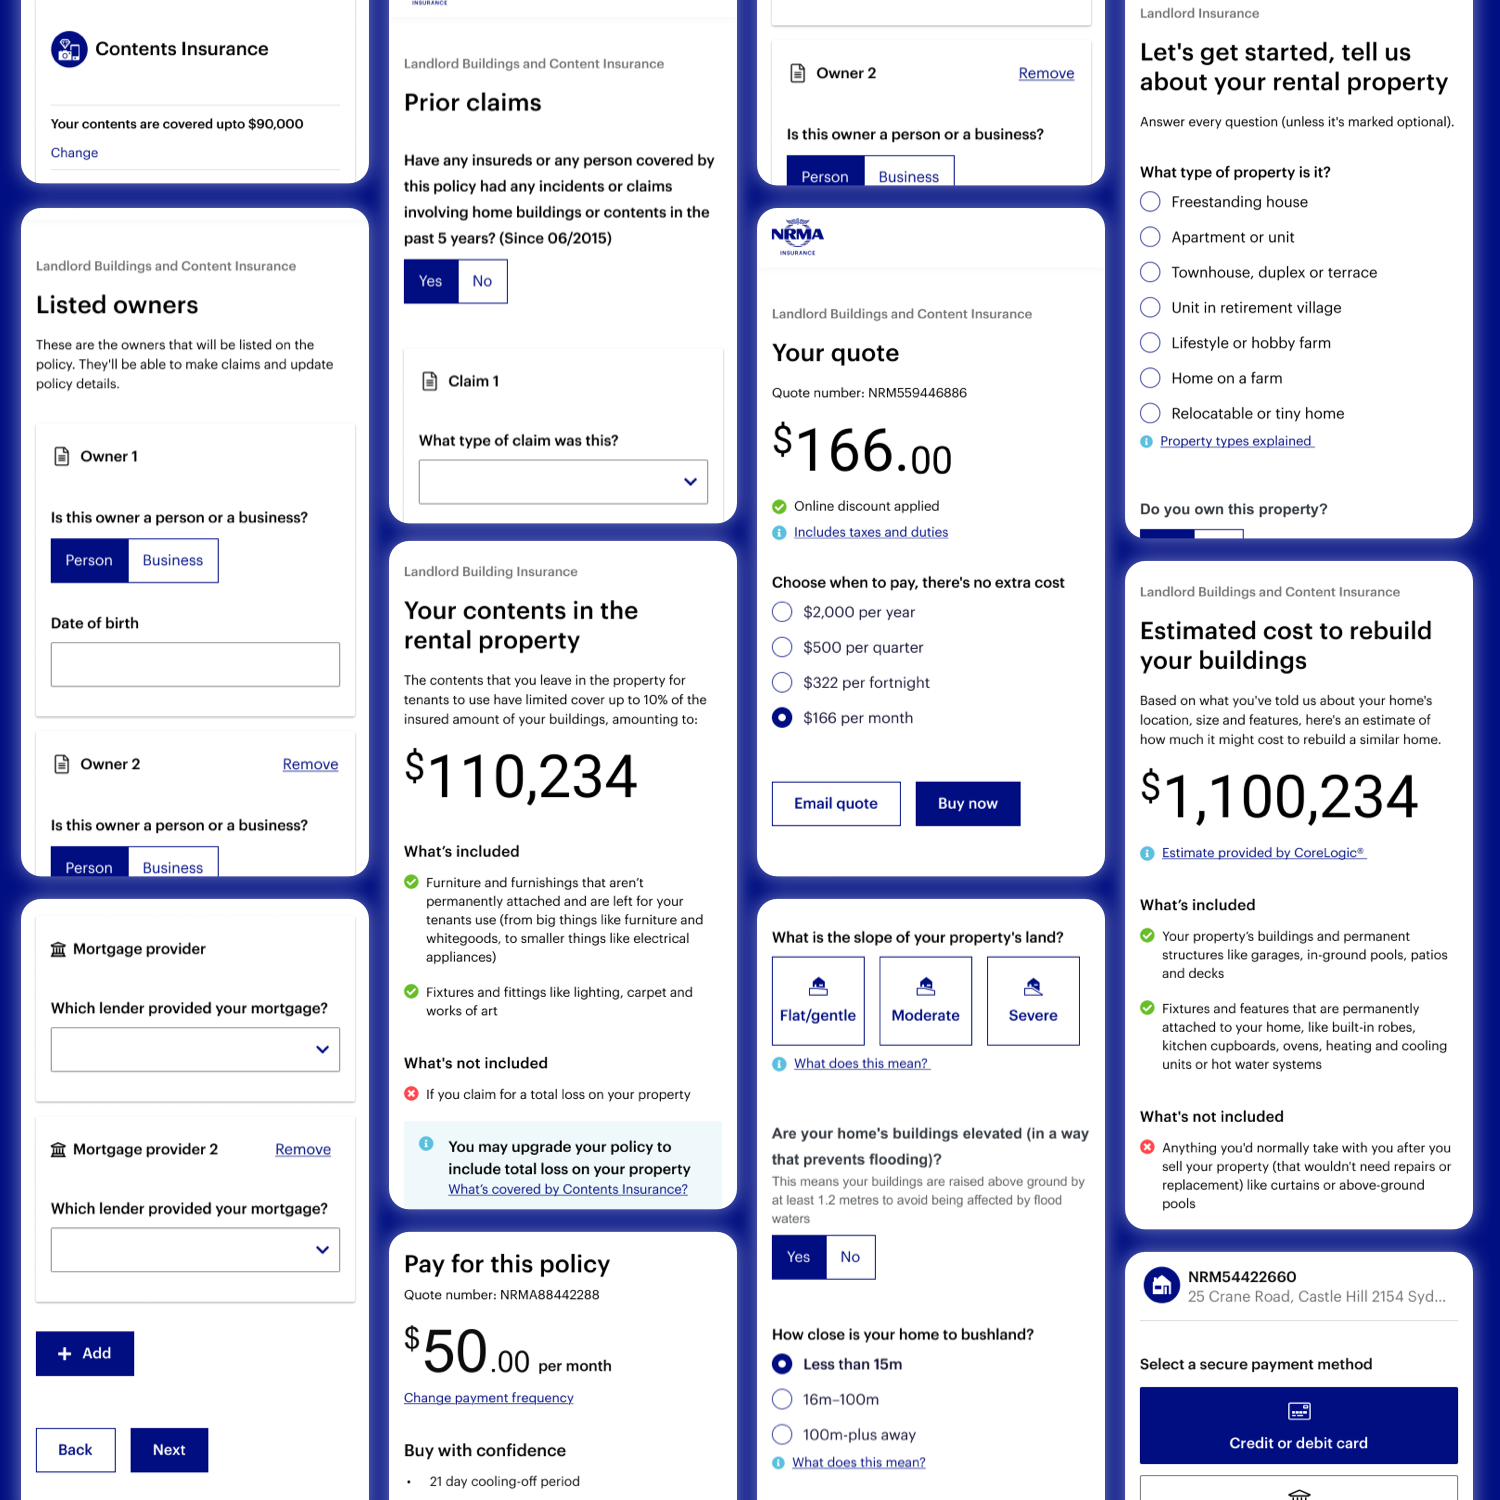 Contents Insurance
Your contents are covered upto $90,000
Change
Landlord Buildings and Content Insurance
Listed owners
These are the owners that will be listed on the
policy. They'll be able to make claims and update
policy details.
Owner 1
Is this owner a person or a business?
Person
Business
Date of birth
Owner 2
Remove
Is this owner a person or a business?
Person
Business
Mortgage provider
Which lender provided your mortgage?
Mortgage provider 2
Remove
Which lender provided your mortgage?
+ Add
Back
Next
INSURANCE
Landlord Buildings and Content Insurance
Prior claims
Have any insureds or any person covered by
this policy had any incidents or claims
involving home buildings or contents in the
past 5 years? (Since 06/2015)
Yes
No
Claim 1
What type of claim was this?
Landlord Building Insurance
Your contents in the
rental property
The contents that you leave in the property for
tenants to use have limited cover up to 10% of the
insured amount of your buildings, amounting to:
$110,234
What's included
Furniture and furnishings that aren't
permanently attached and are left for your
tenants use (from big things like furniture and
whitegoods, to smaller things like electrical
appliances)
Fixtures and fittings like lighting, carpet and
works of art
What's not included
If you claim for a total loss on your property
You may upgrade your policy to
include total loss on your property
What's covered by Contents Insurance?
Pay for this policy
Quote number: NRMA88442288
$50.00 per month
Change payment frequency
Buy with confidence
• 21 day cooling-off period
Owner 2
Remove
Is this owner a person or a business?
Person
Business
NRMA
INSURANCE
Landlord Buildings and Content Insurance
Your quote
Quote number: NRM559446886
$166.00
Online discount applied
Includes taxes and duties
Choose when to pay, there's no extra cost
$2,000 per year
$500 per quarter
$322 per fortnight
$166 per month
Email quote
Buy now
What is the slope of your property's land?
Flat/gentle
Moderate
Severe
What does this mean?
Are your home's buildings elevated (in a way
that prevents flooding)?
This means your buildings are raised above ground by
at least 1.2 metres to avoid being affected by flood
waters
Yes
No
How close is your home to bushland?
Less than 15m
16m–100m
100m-plus away
What does this mean?
Landlord Insurance
Let's get started, tell us
about your rental property
Answer every question (unless it's marked optional).
What type of property is it?
Freestanding house
Apartment or unit
Townhouse, duplex or terrace
Unit in retirement village
Lifestyle or hobby farm
Home on a farm
Relocatable or tiny home
Property types explained
Do you own this property?
Landlord Buildings and Content Insurance
Estimated cost to rebuild
your buildings
Based on what you've told us about your home's
location, size and features, here's an estimate of
how much it might cost to rebuild a similar home.
$1,100,234
Estimate provided by CoreLogic®
What's included
Your property's buildings and permanent
structures like garages, in-ground pools, patios
and decks
Fixtures and features that are permanently
attached to your home, like built-in robes,
kitchen cupboards, ovens, heating and cooling
units or hot water systems
What's not included
Anything you'd normally take with you after you
sell your property (that wouldn't need repairs or
replacement) like curtains or above-ground
pools
NRM54422660
25 Crane Road, Castle Hill 2154 Syd...
Select a secure payment method
Credit or debit card